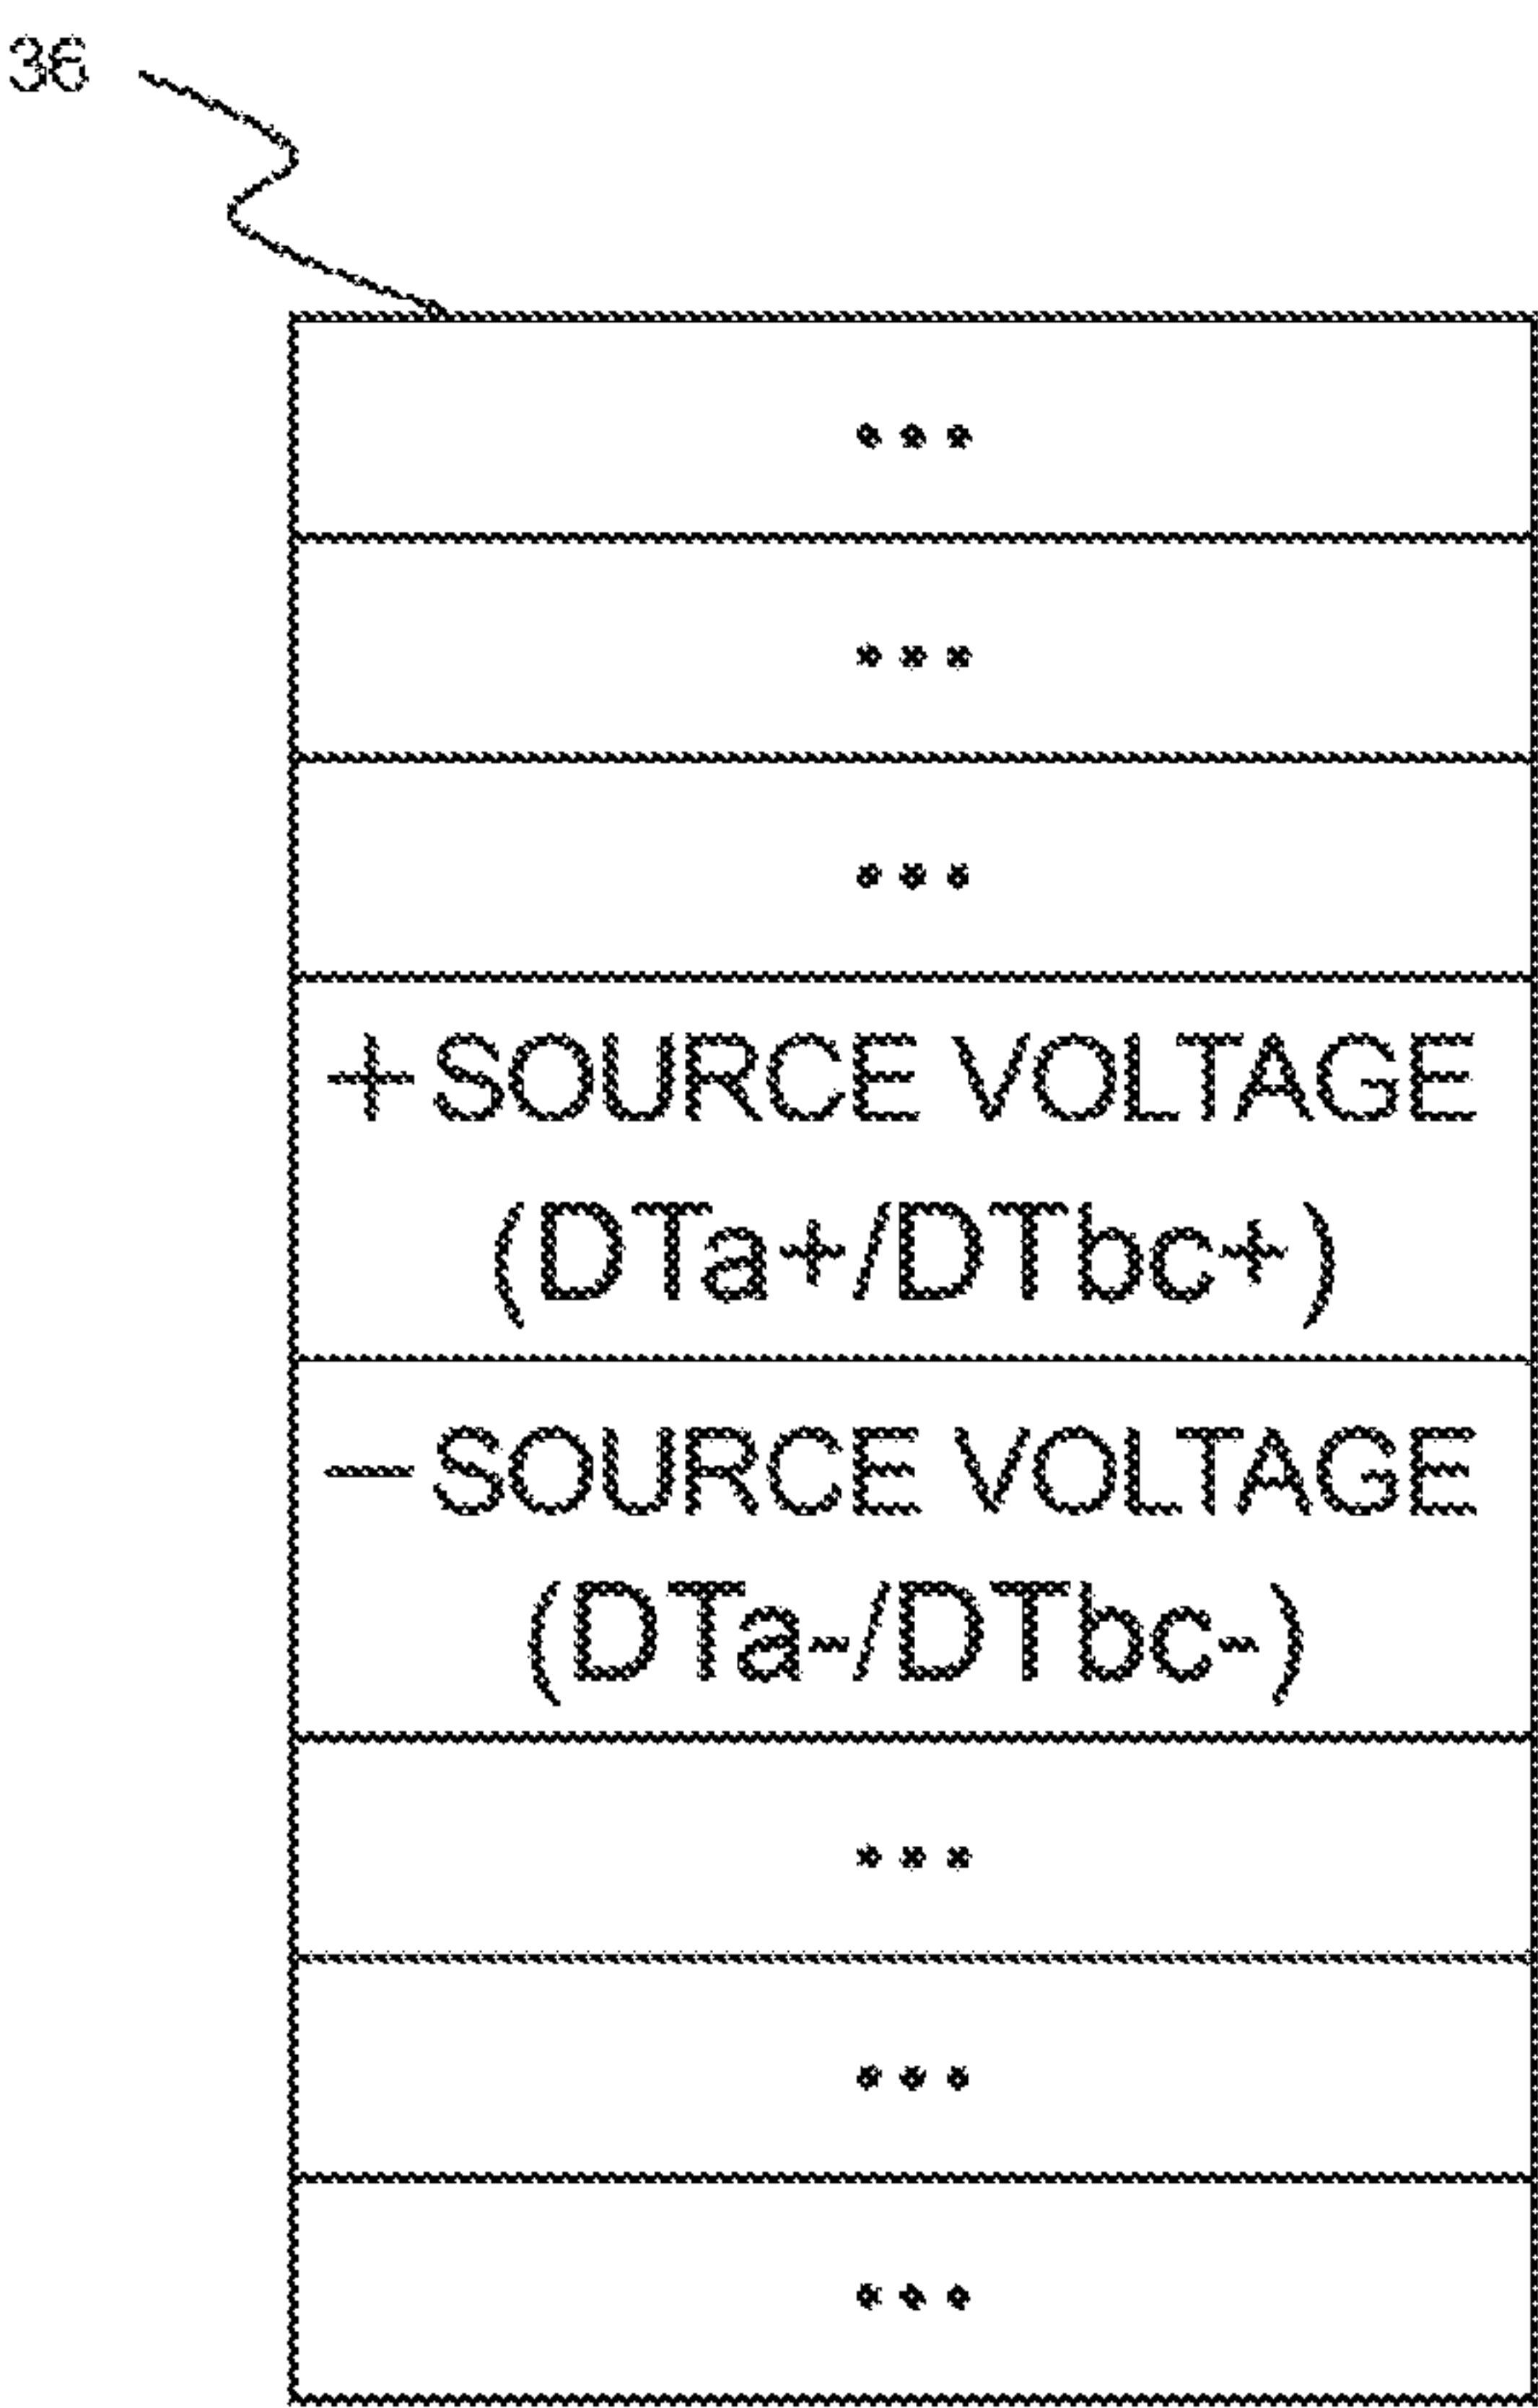 36
•••
•••
•••
+SOURCE VOLTAGE
(DTa+/DTbc+)
−SOURCE VOLTAGE
(DTa-/DTbc-)
•••
•••
•••